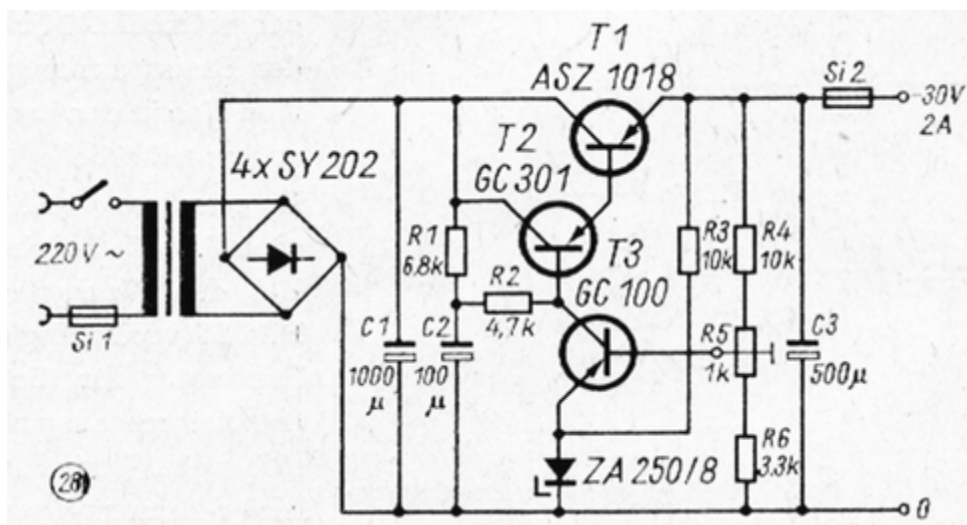 T1
ASZ 1018
Si 2
-30V
2A
T2
GC 301
4x SY 202
220 V ~
Si 1
R1
6,8k
R2
4,7k
T3
GC 100
R3
10k
R4
10k
R5
1k
C1
1000
μ
C2
100
μ
C3
500μ
R6
3,3k
ZA 250/8
28
0